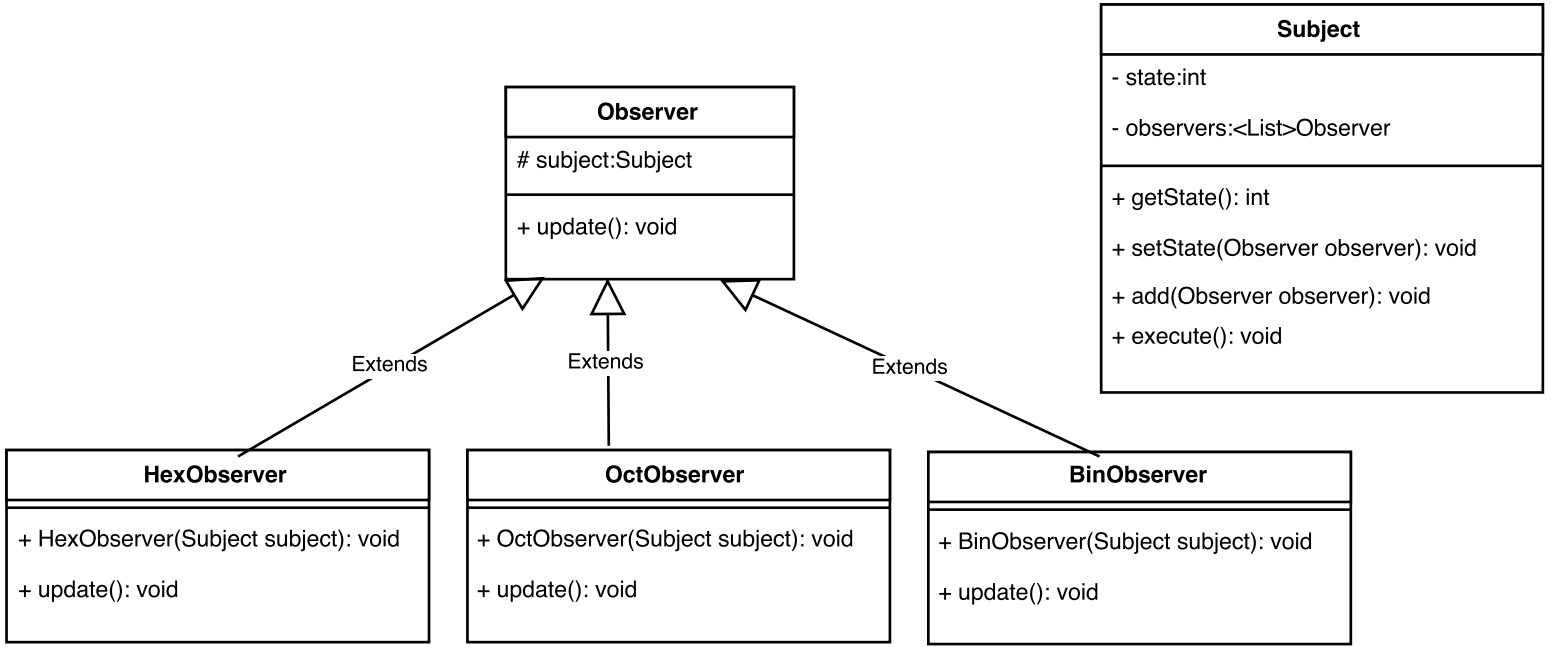 Subject
- state:int
- observers:<List>Observer
+ getState(): int
+ setState(Observer observer): void
+ add(Observer observer): void
+ execute(): void
Observer
# subject:Subject
+ update(): void
Extends
Extends
Extends
HexObserver
+ HexObserver(Subject subject): void
+ update(): void
OctObserver
+ OctObserver(Subject subject): void
+ update(): void
BinObserver
+ BinObserver(Subject subject): void
+ update(): void